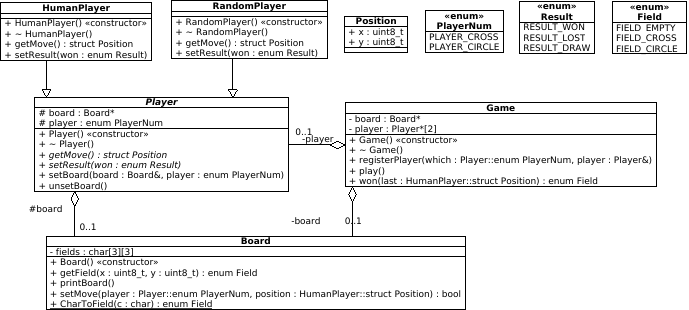 HumanPlayer
+ HumanPlayer() «constructor»
+ ~ HumanPlayer()
+ getMove() : struct Position
+ setResult(won : enum Result)
RandomPlayer
+ RandomPlayer() «constructor»
+ ~ RandomPlayer()
+ getMove() : struct Position
+ setResult(won : enum Result)
Position
+ x : uint8_t
+ y : uint8_t
«enum»
PlayerNum
PLAYER_CROSS
PLAYER_CIRCLE
«enum»
Result
RESULT_WON
RESULT_LOST
RESULT_DRAW
«enum»
Field
FIELD_EMPTY
FIELD_CROSS
FIELD_CIRCLE
Player
# board : Board*
# player : enum PlayerNum
+ Player() «constructor»
+ ~ Player()
+ getMove() : struct Position
+ setResult(won : enum Result)
+ setBoard(board : Board&, player : enum PlayerNum)
+ unsetBoard()
0..1
-player
Game
- board : Board*
- player : Player*[2]
+ Game() «constructor»
+ ~ Game()
+ registerPlayer(which : Player::enum PlayerNum, player : Player&)
+ play()
+ won(last : HumanPlayer::struct Position) : enum Field
#board
0..1
-board
0..1
Board
- fields : char[3][3]
+ Board() «constructor»
+ getField(x : uint8_t, y : uint8_t) : enum Field
+ printBoard()
+ setMove(player : Player::enum PlayerNum, position : HumanPlayer::struct Position) : bool
+ CharToField(c : char) : enum Field